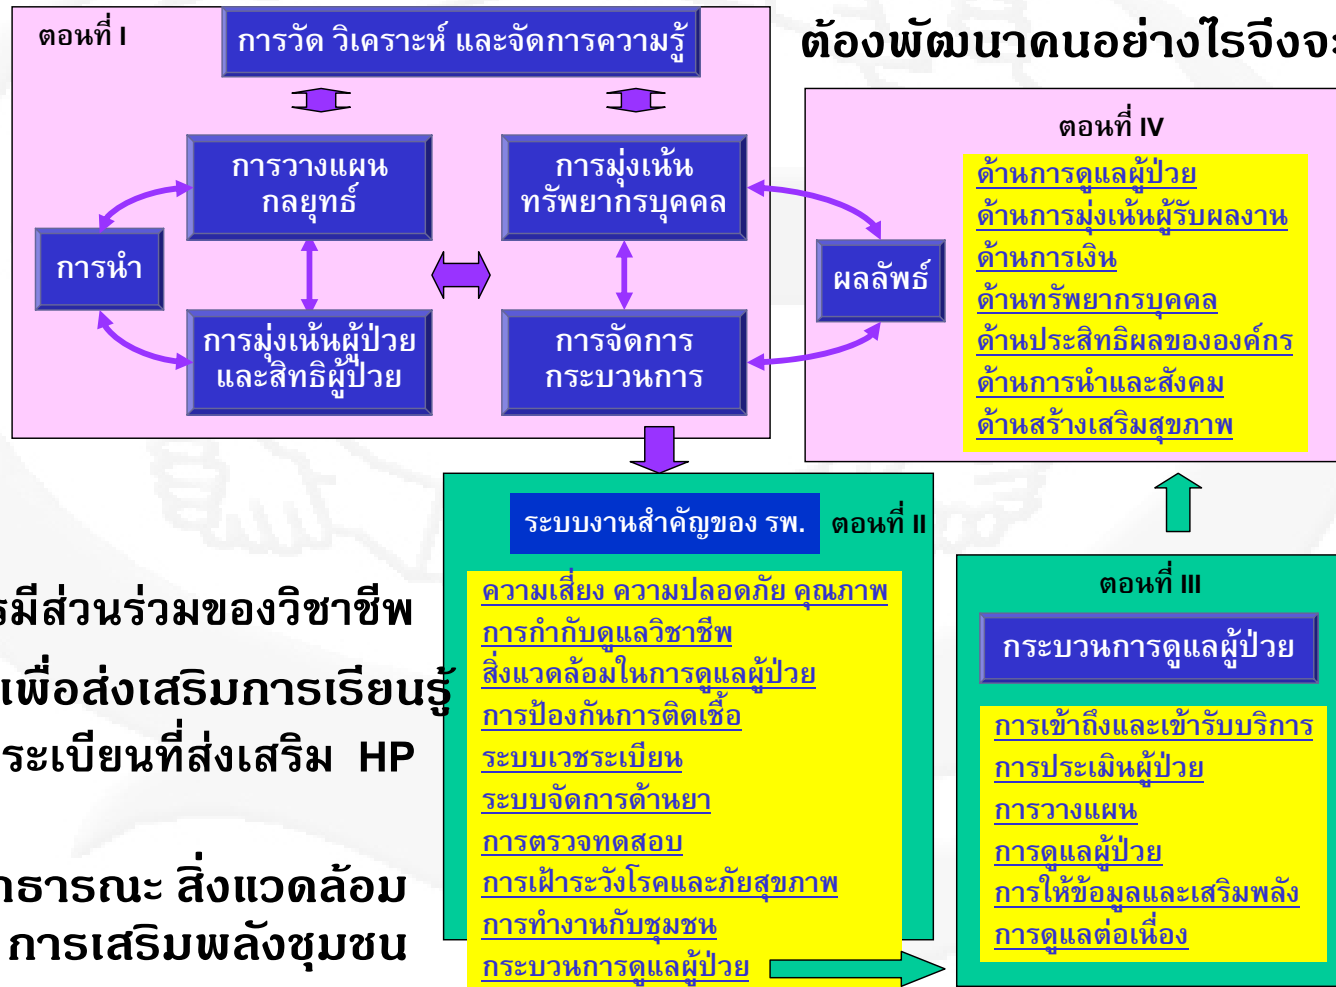 ตอนที่ I
การวัด วิเคราะห์ และจัดการความรู้
การวางแผน
กลยุทธ์
การมุ่งเน้น
ทรัพยากรบุคคล
การนำ
การมุ่งเน้นผู้ป่วย
และสิทธิผู้ป่วย
การจัดการ
กระบวนการ
ผลลัพธ์
ต้องพัฒนาคนอย่างไรจึงจะ
ตอนที่ IV
ด้านการดูแลผู้ป่วย
ด้านการมุ่งเน้นผู้รับผลงาน
ด้านการเงิน
ด้านทรัพยากรบุคคล
ด้านประสิทธิผลขององค์กร
ด้านการนำและสังคม
ด้านสร้างเสริมสุขภาพ
ระบบงานสำคัญของ รพ.
ตอนที่ II
ความเสี่ยง ความปลอดภัย คุณภาพ
การกำกับดูแลวิชาชีพ
สิ่งแวดล้อมในการดูแลผู้ป่วย
การป้องกันการติดเชื้อ
ระบบเวชระเบียน
ระบบจัดการด้านยา
การตรวจทดสอบ
การเฝ้าระวังโรคและภัยสุขภาพ
การทำงานกับชุมชน
กระบวนการดูแลผู้ป่วย
ตอนที่ III
กระบวนการดูแลผู้ป่วย
การเข้าถึงและเข้ารับบริการ
การประเมินผู้ป่วย
การวางแผน
การดูแลผู้ป่วย
การให้ข้อมูลและเสริมพลัง
การดูแลต่อเนื่อง
รมีส่วนร่วมของวิชาชีพ
เพื่อส่งเสริมการเรียนรู้
ระเบียนที่ส่งเสริม HP
าธารณะ สิ่งแวดล้อม
การเสริมพลังชุมชน